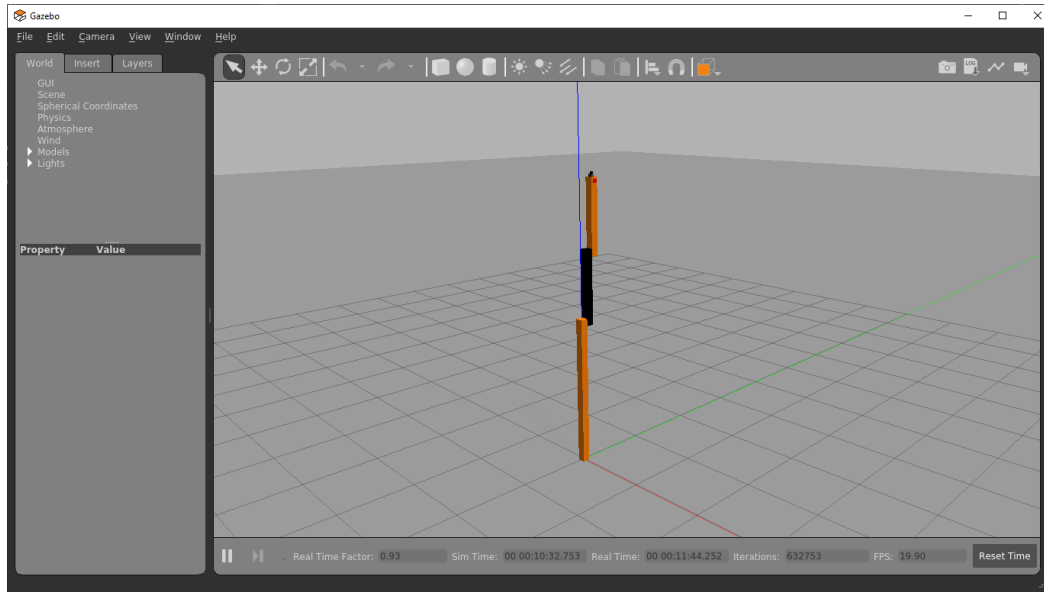 Gazebo
File Edit Camera View Window Help
World Insert Layers
GUI
Scene
Spherical Coordinates
Physics
Atmosphere
Wind
Models
Lights
Property Value
LOG
Real Time Factor: 0.93 Sim Time: 00 00:10:32.753 Real Time: 00 00:11:44.252 Iterations: 632753 FPS: 19.90 Reset Time